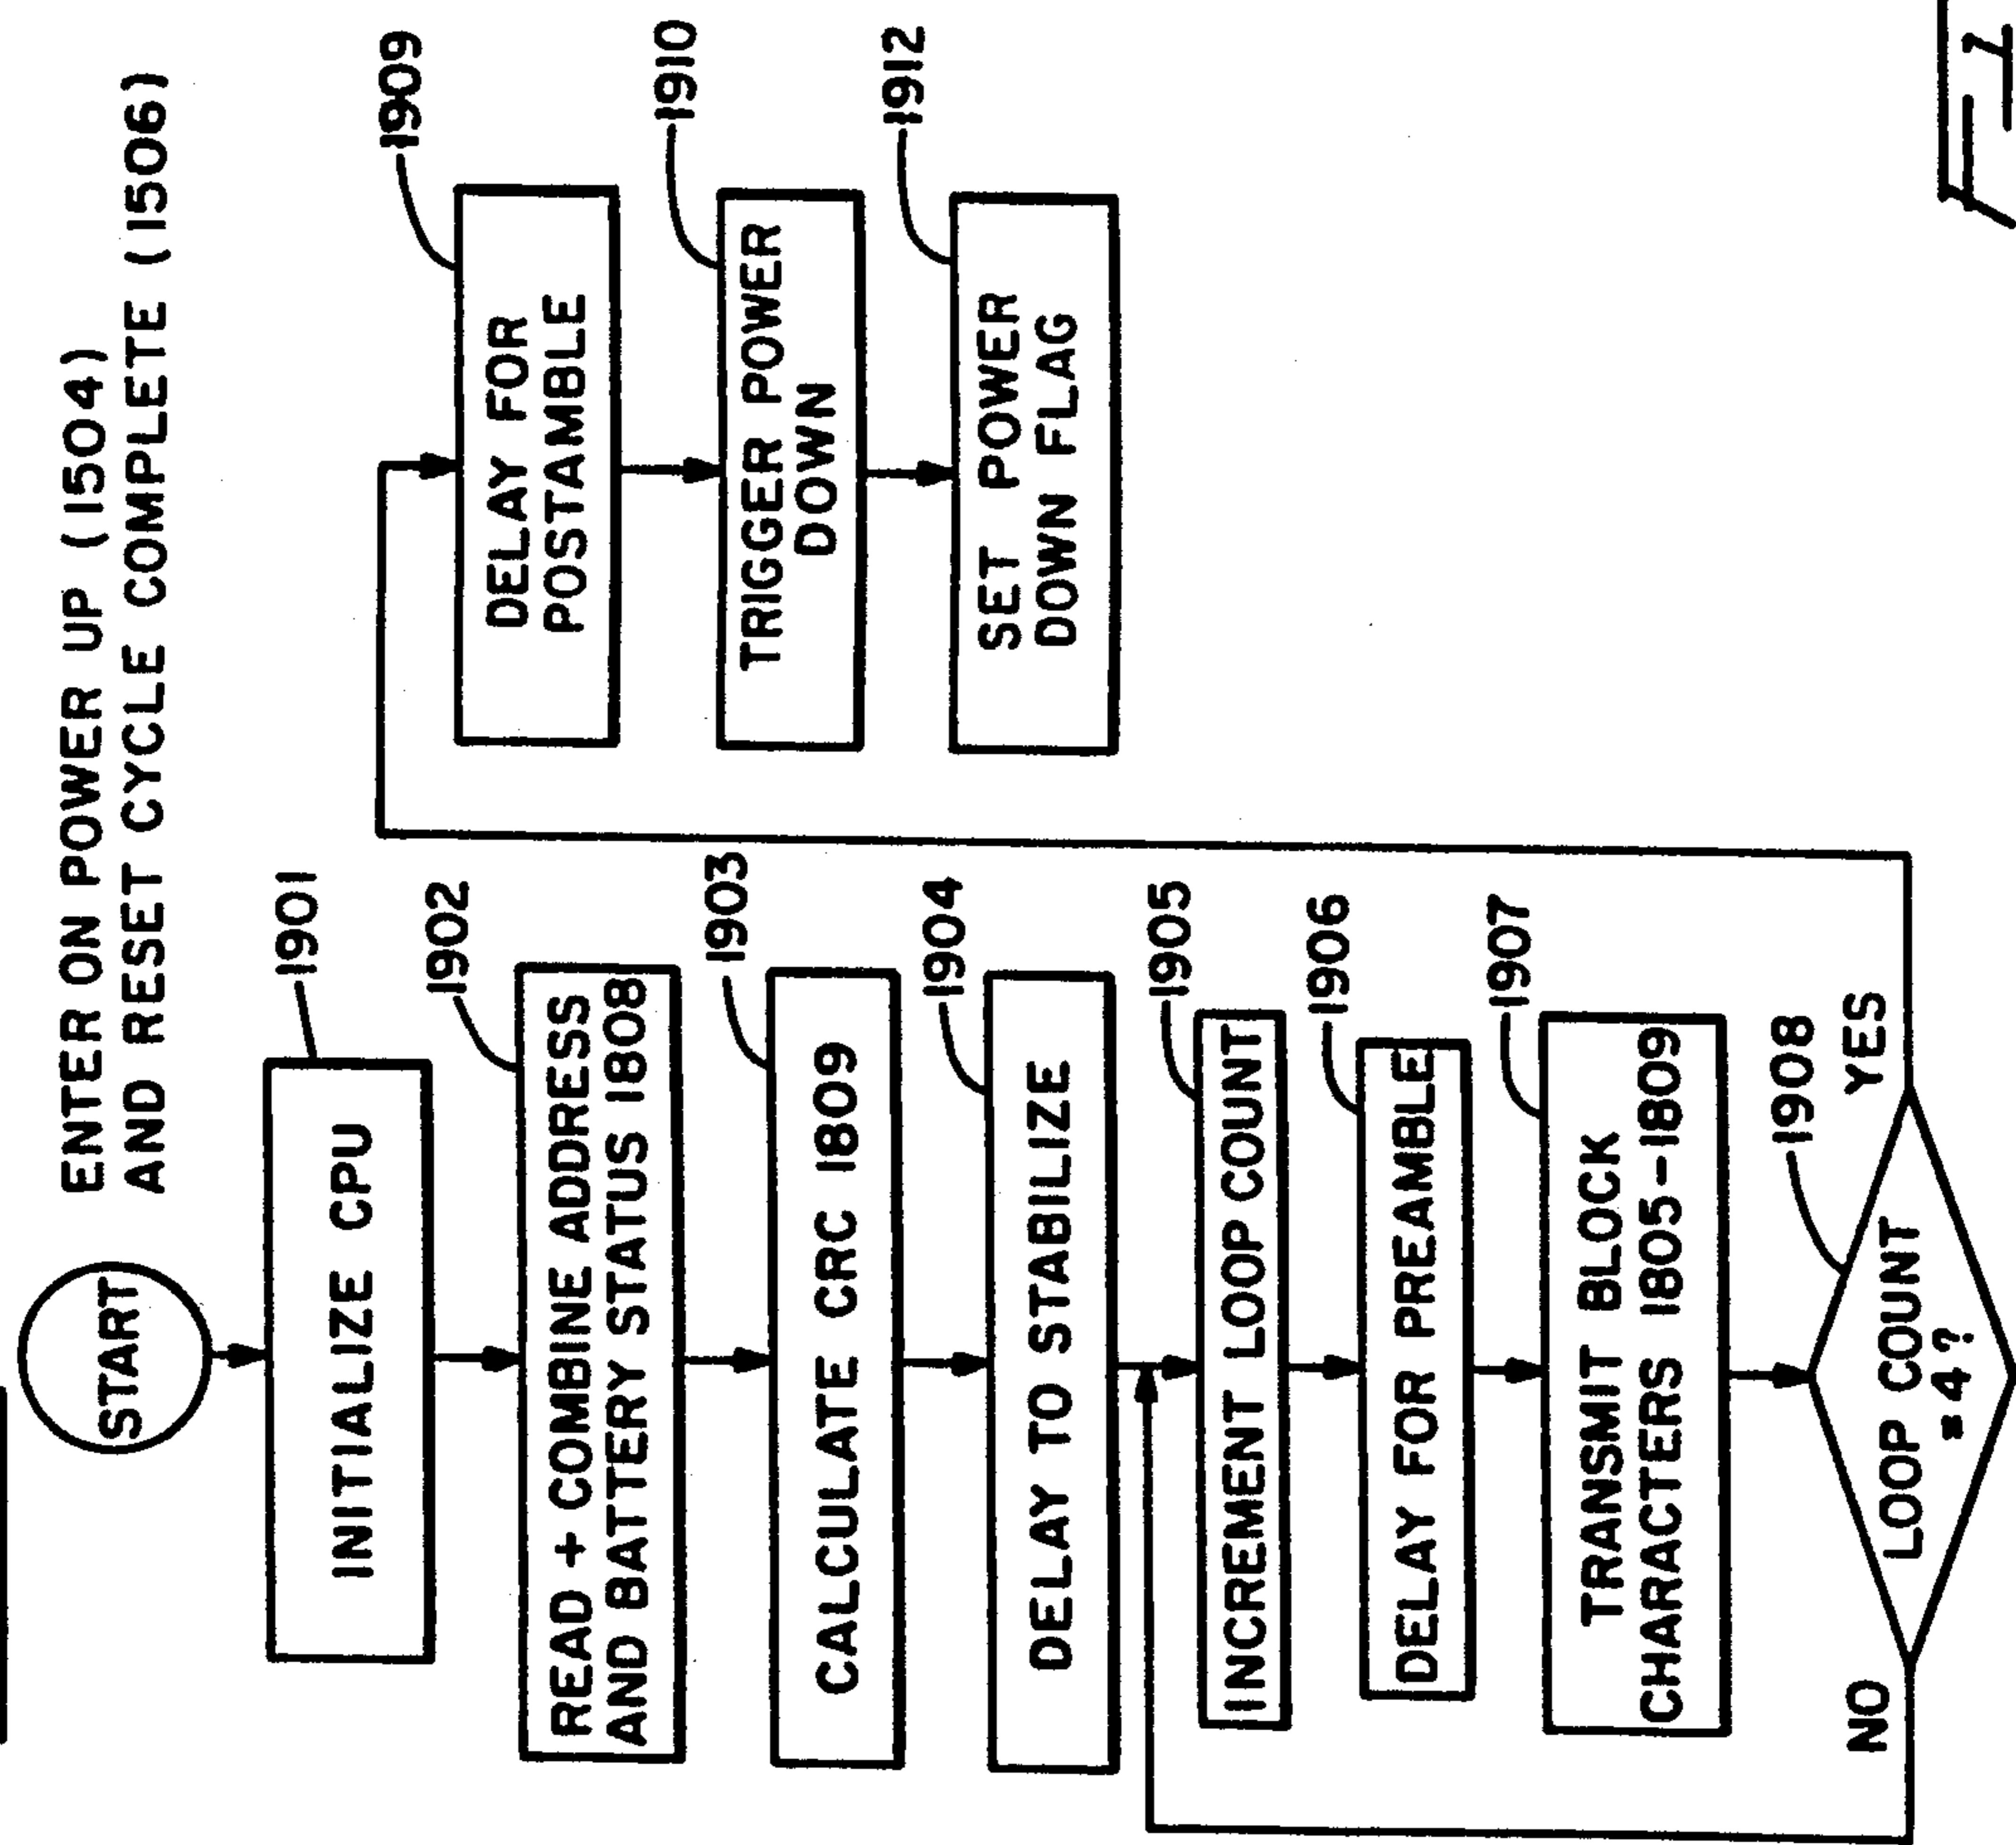 START
ENTER ON POWER UP (1504)
AND RESET CYCLE COMPLETE (1506)
1901
INITIALIZE CPU
1902
READ + COMBINE ADDRESS
AND BATTERY STATUS 1808
1903
CALCULATE CRC 1809
1904
DELAY TO STABILIZE
1905
INCREMENT LOOP COUNT
1906
DELAY FOR PREAMBLE
1907
TRANSMIT BLOCK
CHARACTERS 1805-1809
1908
LOOP COUNT
=4?
NO
YES
1909
DELAY FOR
POSTAMBLE
1910
TRIGGER POWER
DOWN
1912
SET POWER
DOWN FLAG